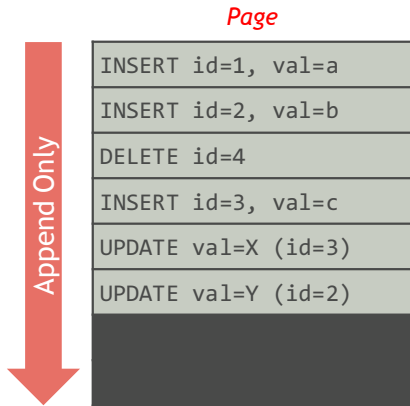 Page
Append Only
INSERT id=1, val=a
INSERT id=2, val=b
DELETE id=4
INSERT id=3, val=c
UPDATE val=X (id=3)
UPDATE val=Y (id=2)